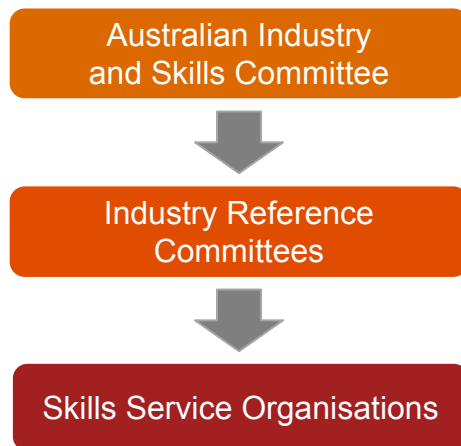 Australian Industry
and Skills Committee
Industry Reference
Committees
Skills Service Organisations